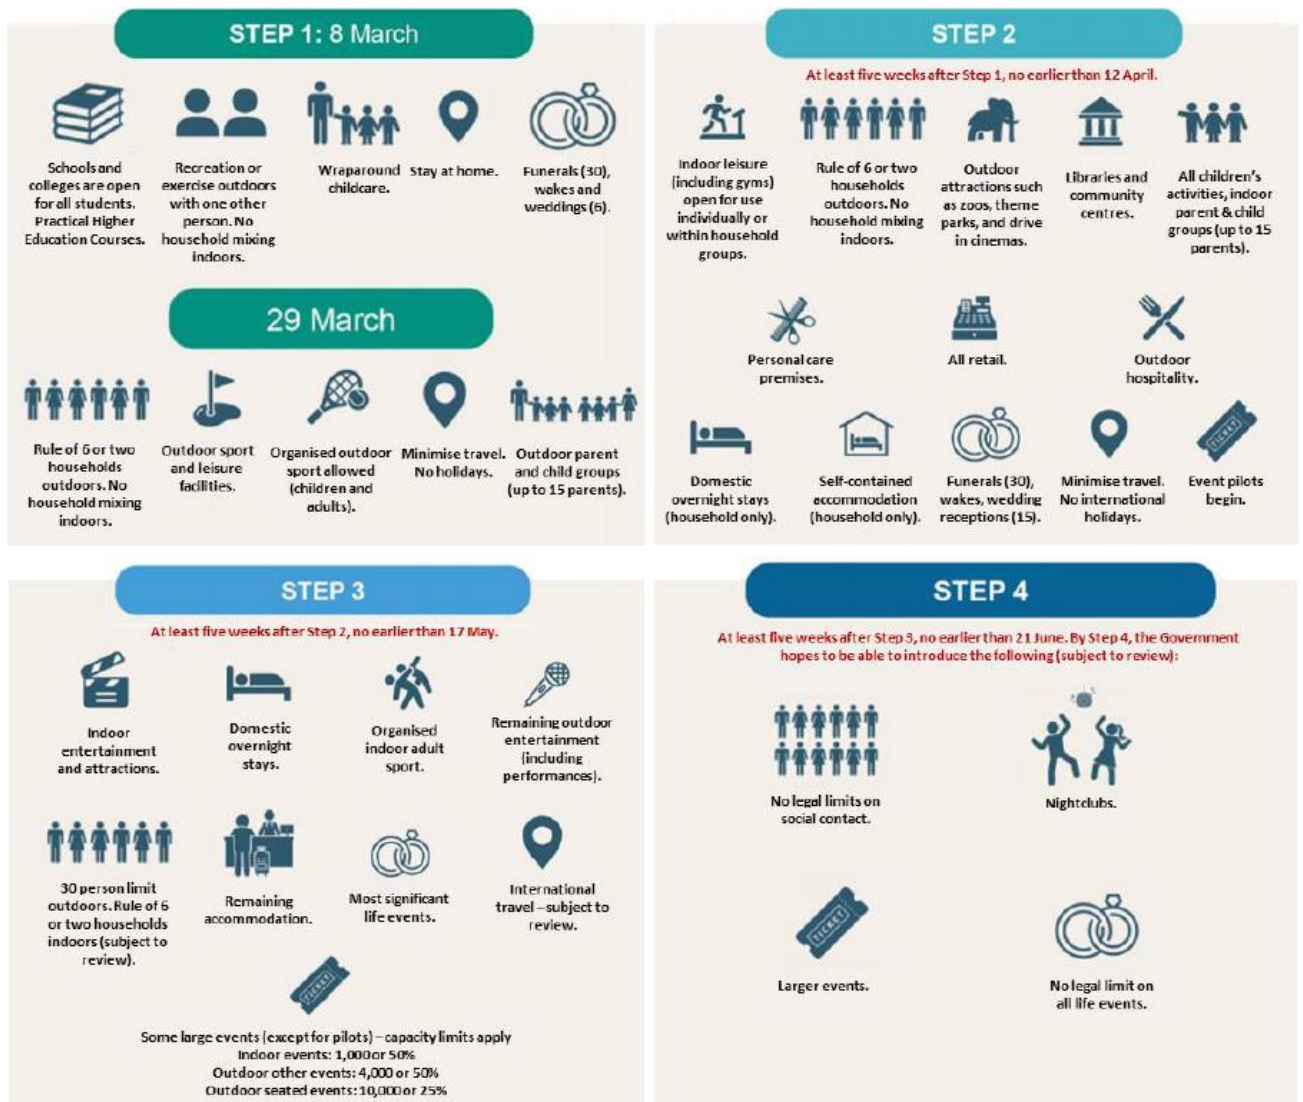 STEP 1: 8 March
Schools and
colleges are open
for all students.
Practical Higher
Education Courses.
Recreation or
exercise outdoors
with one other
person. No
household mixing
indoors.
Wraparound
childcare.
Stay at home.
Funerals (30),
wakes and
weddings (6).
29 March
Rule of 6 or two
households
outdoors. No
household mixing
indoors.
Outdoor sport
and leisure
facilities.
Organised outdoor
sport allowed
(children and
adults).
Minimise travel.
No holidays.
Outdoor parent
and child groups
(up to 15 parents).
STEP 2
At least five weeks after Step 1, no earlier than 12 April.
Indoor leisure
(including gyms)
open for use
individually or
within household
groups.
Rule of 6 or two
households
outdoors. No
household mixing
indoors.
Outdoor
attractions such
as zoos, theme
parks, and drive
in cinemas.
Libraries and
community
centres.
All children's
activities, indoor
parent & child
groups (up to 15
parents).
Personal care
premises.
All retail.
Outdoor
hospitality.
Domestic
overnight stays
(household only).
Self-contained
accommodation
(household only).
Funerals (30),
wakes, wedding
receptions (15).
Minimise travel.
No international
holidays.
TICKET
Event pilots
begin.
STEP 3
At least five weeks after Step 2, no earlier than 17 May.
Indoor
entertainment
and attractions.
Domestic
overnight
stays.
Organised
indoor adult
sport.
Remaining outdoor
entertainment
(including
performances).
30 person limit
outdoors. Rule of 6
or two households
indoors (subject to
review).
Remaining
accommodation.
Most significant
life events.
International
travel – subject to
review.
TICKET
Some large events (except for pilots) – capacity limits apply
Indoor events: 1,000 or 50%
Outdoor other events: 4,000 or 50%
Outdoor seated events: 10,000 or 25%
STEP 4
At least five weeks after Step 3, no earlier than 21 June. By Step 4, the Government
hopes to be able to introduce the following (subject to review):
No legal limits on
social contact.
Nightclubs.
TICKET
Larger events.
No legal limit on
all life events.